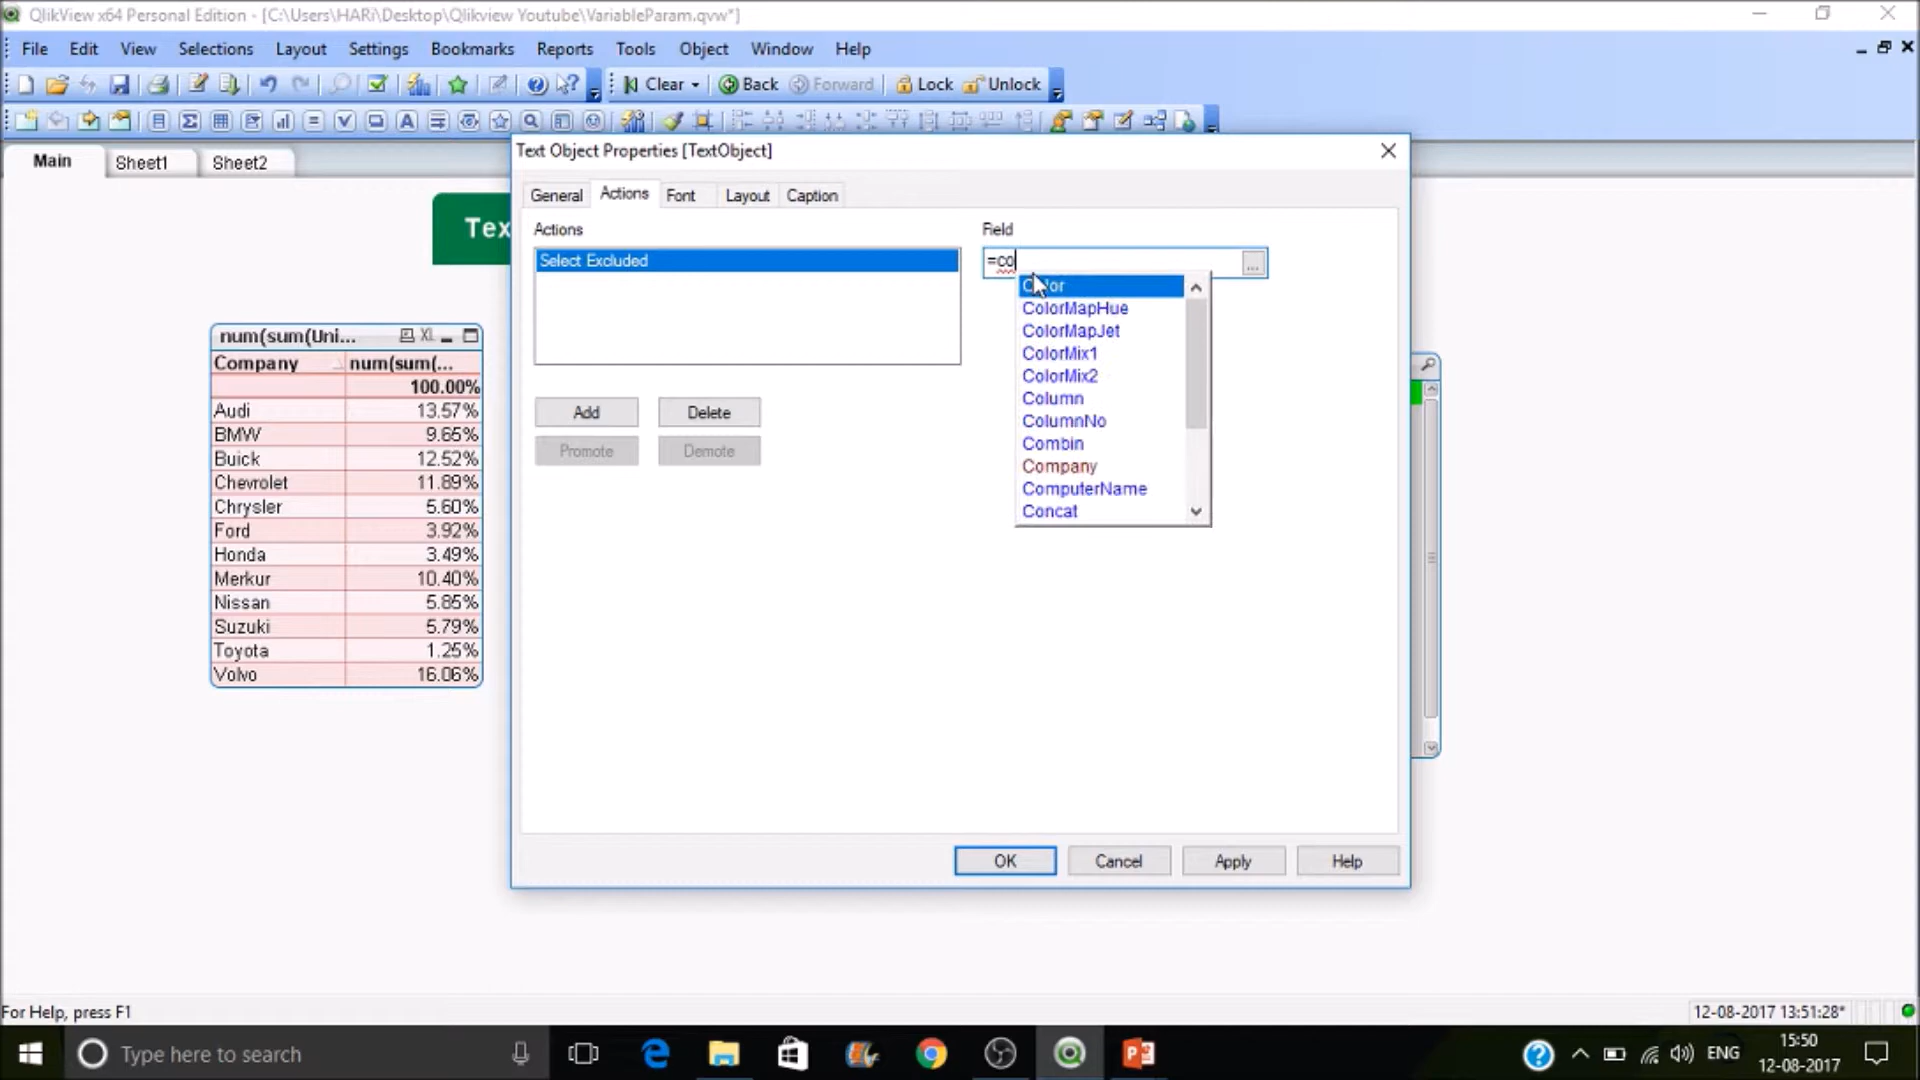 QlikView x64 Personal Edition - [C:\Users\HARi\Desktop\Qlikview Youtube\VariableParam.qvw*]
File Edit View Selections Layout Settings Bookmarks Reports Tools Object Window Help
Clear Back Forward Lock Unlock
Main Sheet1 Sheet2
Text Object Properties [TextObject]
General Actions Font Layout Caption
Tex
Actions
Field
Select Excluded
=co
Color
ColorMapHue
ColorMapJet
ColorMix1
ColorMix2
Column
ColumnNo
Combin
Company
ComputerName
Concat
Add Delete
Promote Demote
num(sum(Uni... XL
Company num(sum(...
100.00%
Audi 13.57%
BMW 9.65%
Buick 12.52%
Chevrolet 11.89%
Chrysler 5.60%
Ford 3.92%
Honda 3.49%
Merkur 10.40%
Nissan 5.85%
Suzuki 5.79%
Toyota 1.25%
Volvo 16.06%
OK Cancel Apply Help
For Help, press F1
12-08-2017 13:51:28*
Type here to search
ENG
15:50
12-08-2017